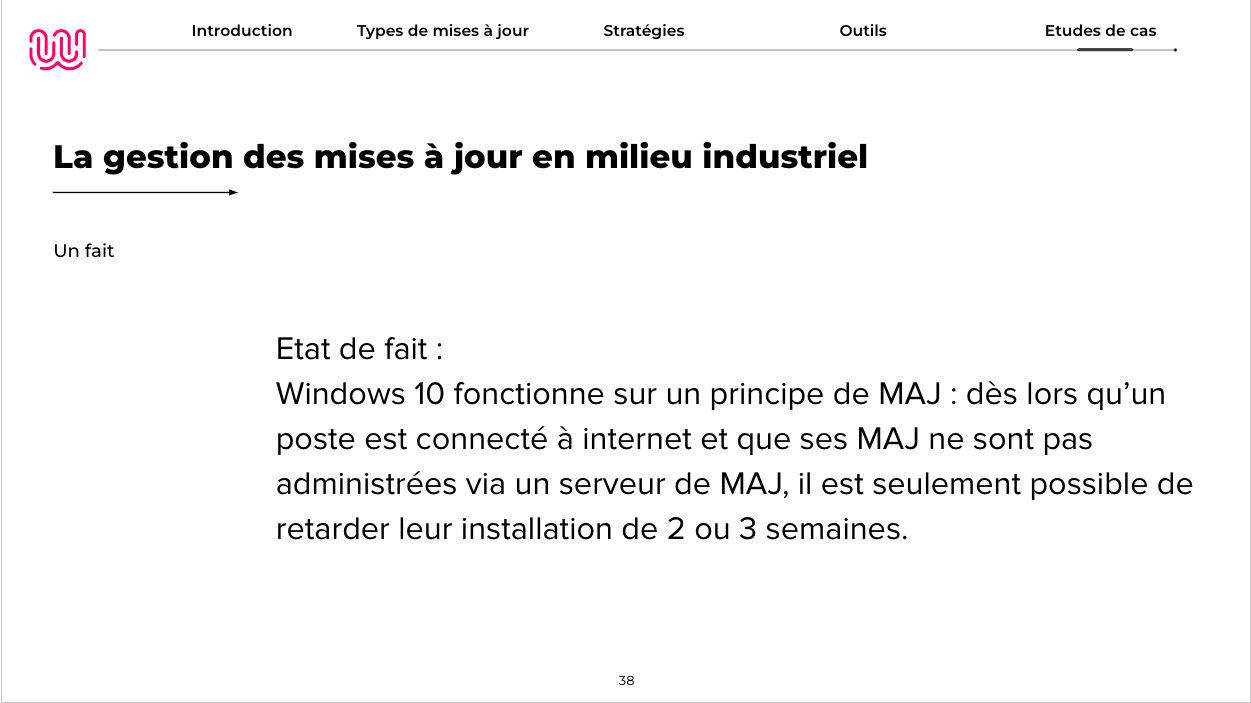 Introduction
Types de mises à jour
Stratégies
Outils
Etudes de cas
La gestion des mises à jour en milieu industriel
Un fait
Etat de fait :
Windows 10 fonctionne sur un principe de MAJ : dès lors qu’un
poste est connecté à internet et que ses MAJ ne sont pas
administrées via un serveur de MAJ, il est seulement possible de
retarder leur installation de 2 ou 3 semaines.
38